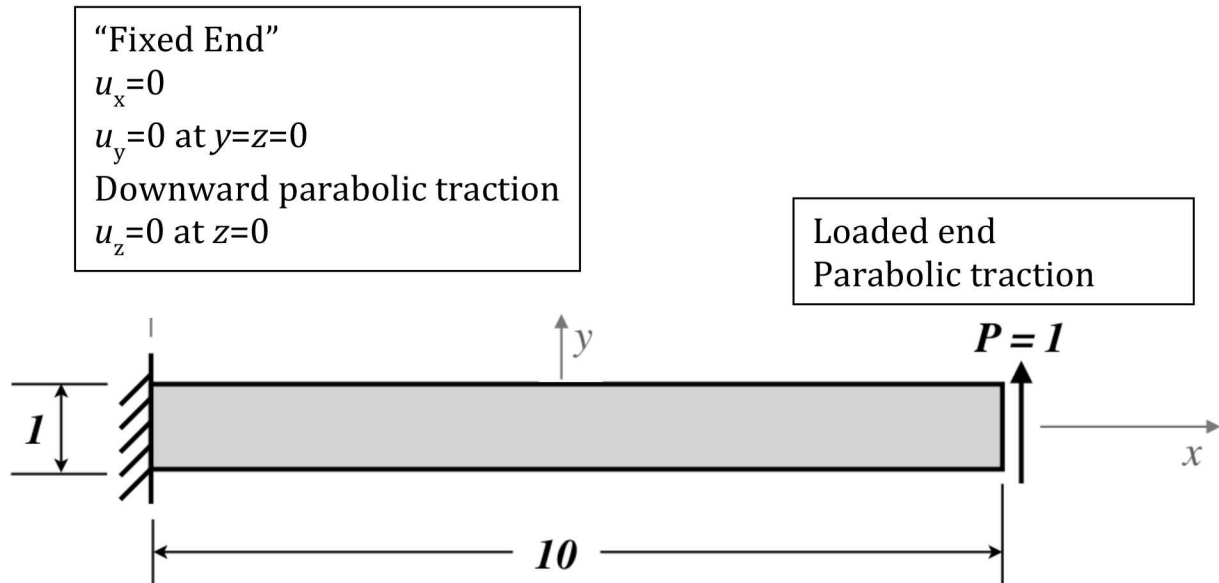 “Fixed End”
uₓ=0
u_y=0 at y=z=0
Downward parabolic traction
u_z=0 at z=0
Loaded end
Parabolic traction
y
P = 1
1
x
10